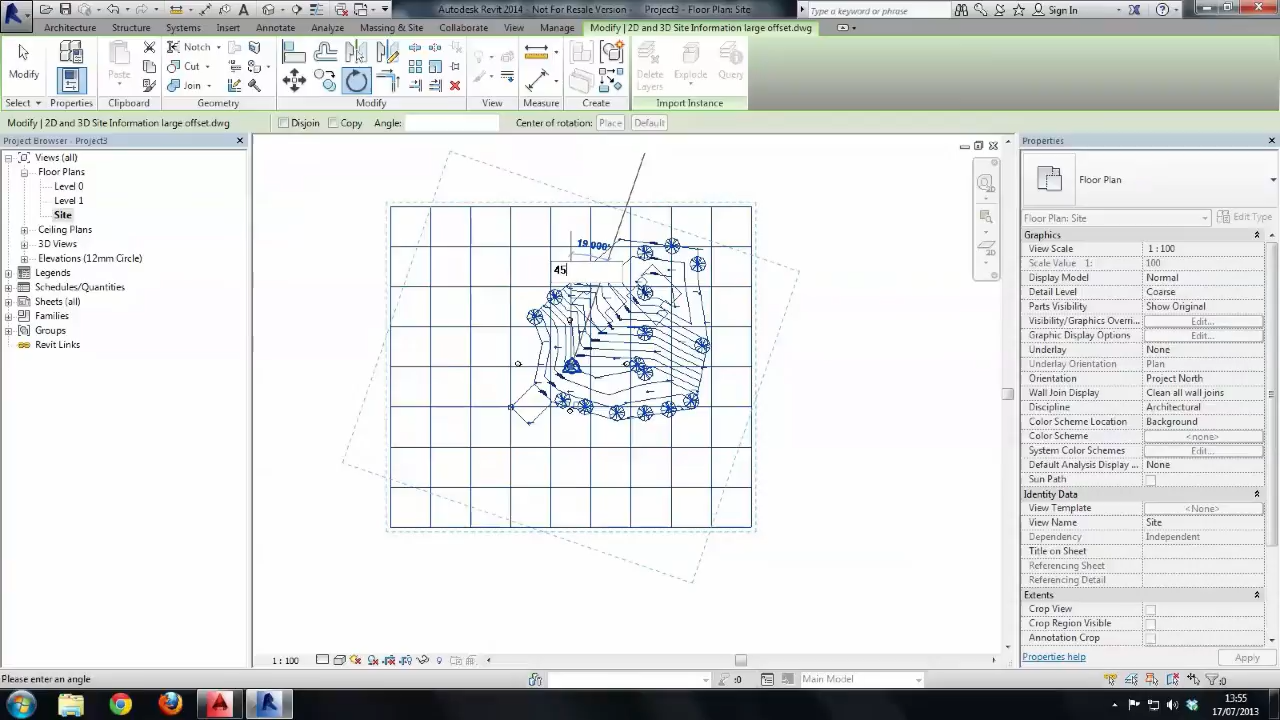 Autodesk Revit 2014 - Not For Resale Version - Project3 - Floor Plan: Site
Type a keyword or phrase
Sign In
Architecture Structure Systems Insert Annotate Analyze Massing & Site Collaborate View Manage Modify | 2D and 3D Site Information large offset.dwg
Modify
Paste
Notch
Cut
Join
Delete Layers
Explode
Query
Select Properties Clipboard Geometry Modify View Measure Create Import Instance
Modify | 2D and 3D Site Information large offset.dwg
Disjoin Copy Angle: Center of rotation: Place Default
Project Browser - Project3
Views (all)
Floor Plans
Level 0
Level 1
Site
Ceiling Plans
3D Views
Elevations (12mm Circle)
Legends
Schedules/Quantities
Sheets (all)
Families
Groups
Revit Links
19.000°
45
Properties
Floor Plan
Floor Plan: Site
Edit Type
Graphics
View Scale 1 : 100
Scale Value 1: 100
Display Model Normal
Detail Level Coarse
Parts Visibility Show Original
Visibility/Graphics Overri... Edit...
Graphic Display Options Edit...
Underlay None
Underlay Orientation Plan
Orientation Project North
Wall Join Display Clean all wall joins
Discipline Architectural
Color Scheme Location Background
Color Scheme <none>
System Color Schemes Edit...
Default Analysis Display ... None
Sun Path
Identity Data
View Template <None>
View Name Site
Dependency Independent
Title on Sheet
Referencing Sheet
Referencing Detail
Extents
Crop View
Crop Region Visible
Annotation Crop
Properties help
Apply
1 : 100
Please enter an angle
:0
Main Model
:0
13:55
17/07/2013